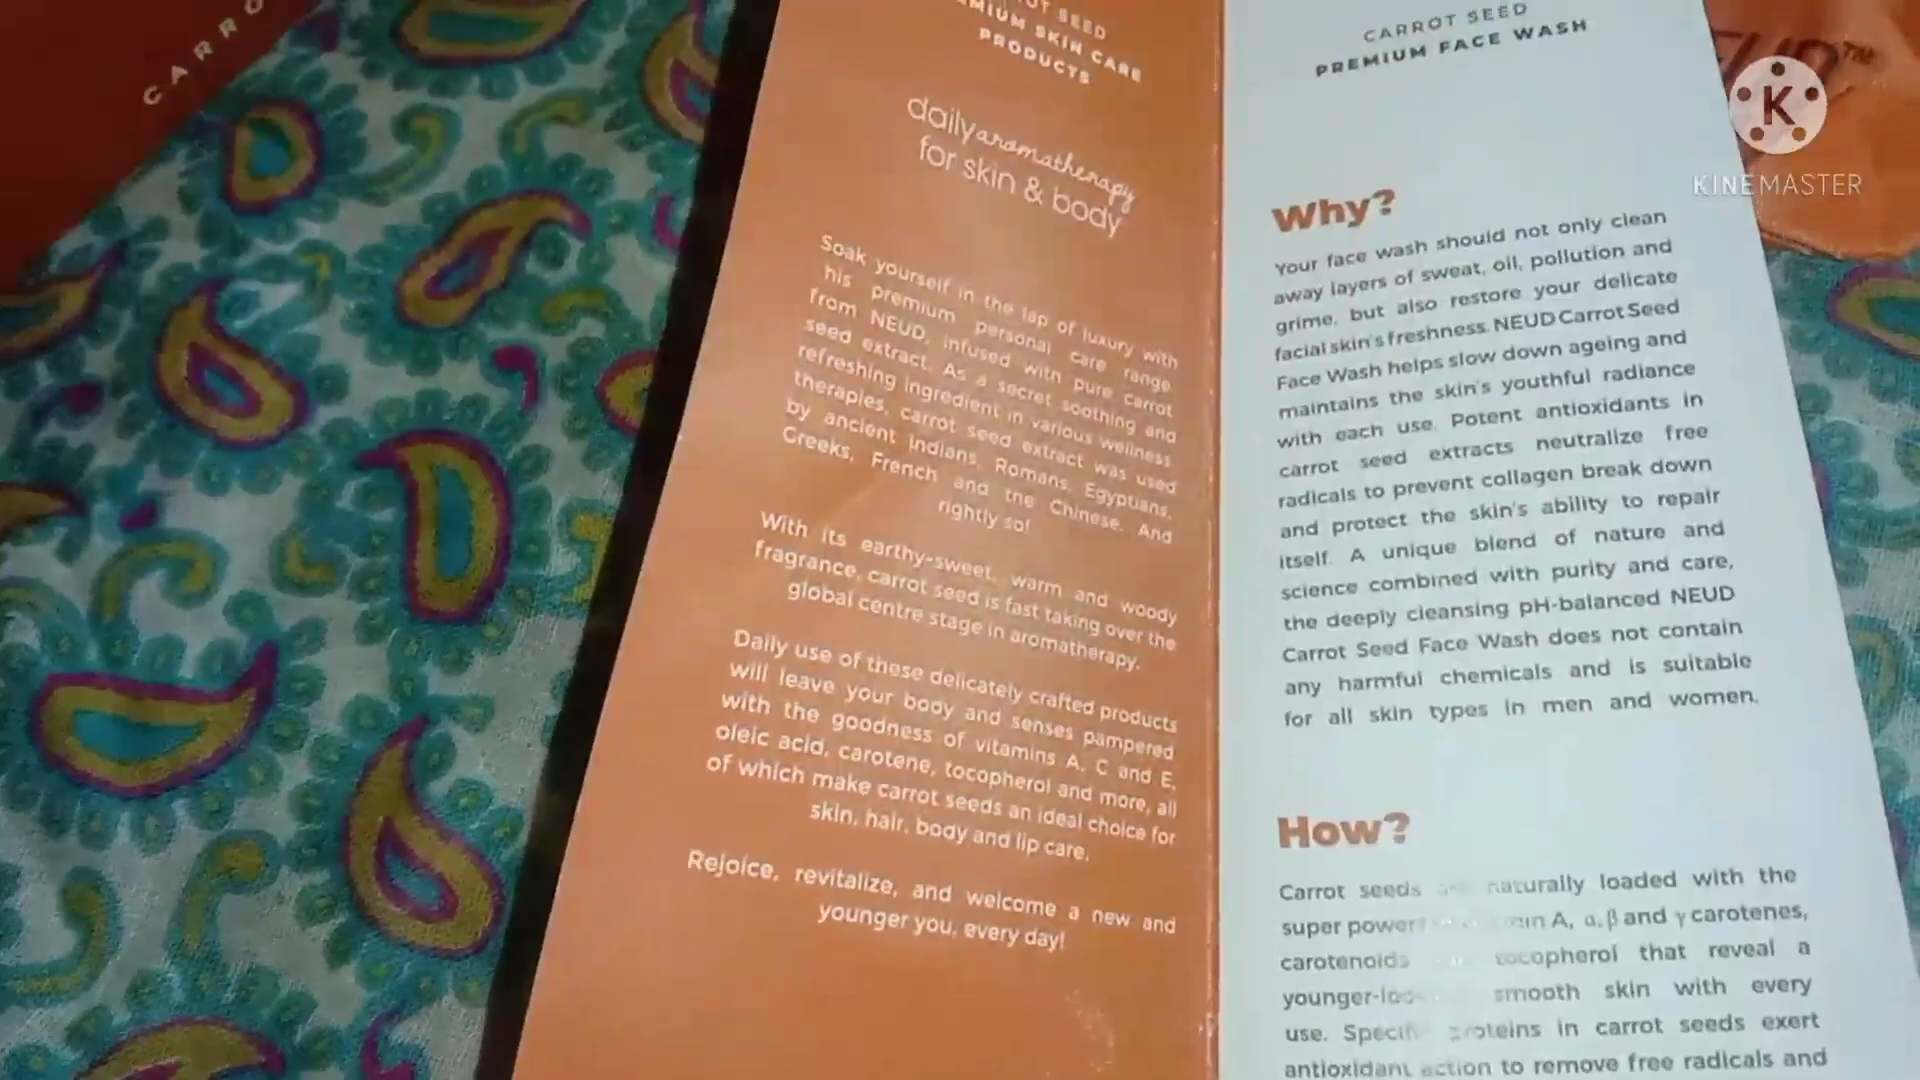 CARRO
OT SEED
MIUM SKIN CARE
PRODUCTS
dailyaromatherapy
for skin & body
Soak yourself in the lap of luxury with
his premium personal care range
from NEUD, infused with pure carrot
seed extract. As a secret soothing and
refreshing ingredient in various wellness
therapies, carrot seed extract was used
by ancient Indians, Romans, Egyptians,
Greeks, French and the Chinese. And
rightly so!
With its earthy-sweet, warm and woody
fragrance, carrot seed is fast taking over the
global centre stage in aromatherapy.
Daily use of these delicately crafted products
will leave your body and senses pampered
with the goodness of vitamins A, C and E,
oleic acid, carotene, tocopherol and more, all
of which make carrot seeds an ideal choice for
skin, hair, body and lip care.
Rejoice, revitalize, and welcome a new and
younger you, every day!
CARROT SEED
PREMIUM FACE WASH
Why?
Your face wash should not only clean
away layers of sweat, oil, pollution and
grime, but also restore your delicate
facial skin's freshness. NEUD Carrot Seed
Face Wash helps slow down ageing and
maintains the skin's youthful radiance
with each use. Potent antioxidants in
carrot seed extracts neutralize free
radicals to prevent collagen break down
and protect the skin's ability to repair
itself. A unique blend of nature and
science combined with purity and care,
the deeply cleansing pH-balanced NEUD
Carrot Seed Face Wash does not contain
any harmful chemicals and is suitable
for all skin types in men and women.
How?
Carrot seeds naturally loaded with the
super power A, α, β and γ carotenes,
carotenoids tocopherol that reveal a
smooth skin with every
use. proteins in carrot seeds exert
antioxidant action to remove free radicals and
K
KINEMASTER